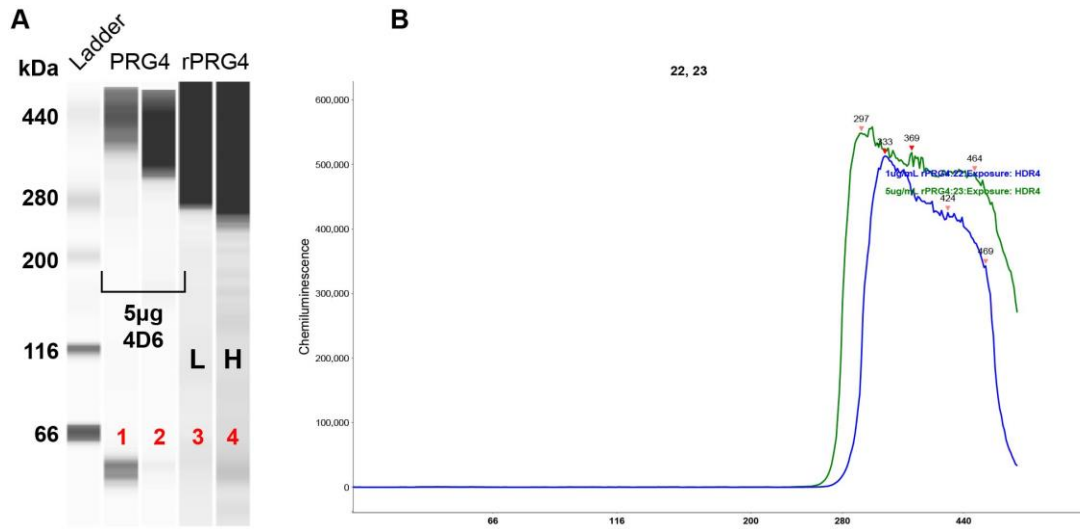 A
Ladder
PRG4 rPRG4
kDa
440
280
200
116
66
5µg
4D6
L H
1 2 3 4
B
22, 23
Chemiluminescence
600,000
500,000
400,000
300,000
200,000
100,000
0
297
333
369
464
1ug/mL rPRG4:22:Exposure: HDR4
5ug/mL rPRG4:23:Exposure: HDR4
424
469
66 116 200 280 440